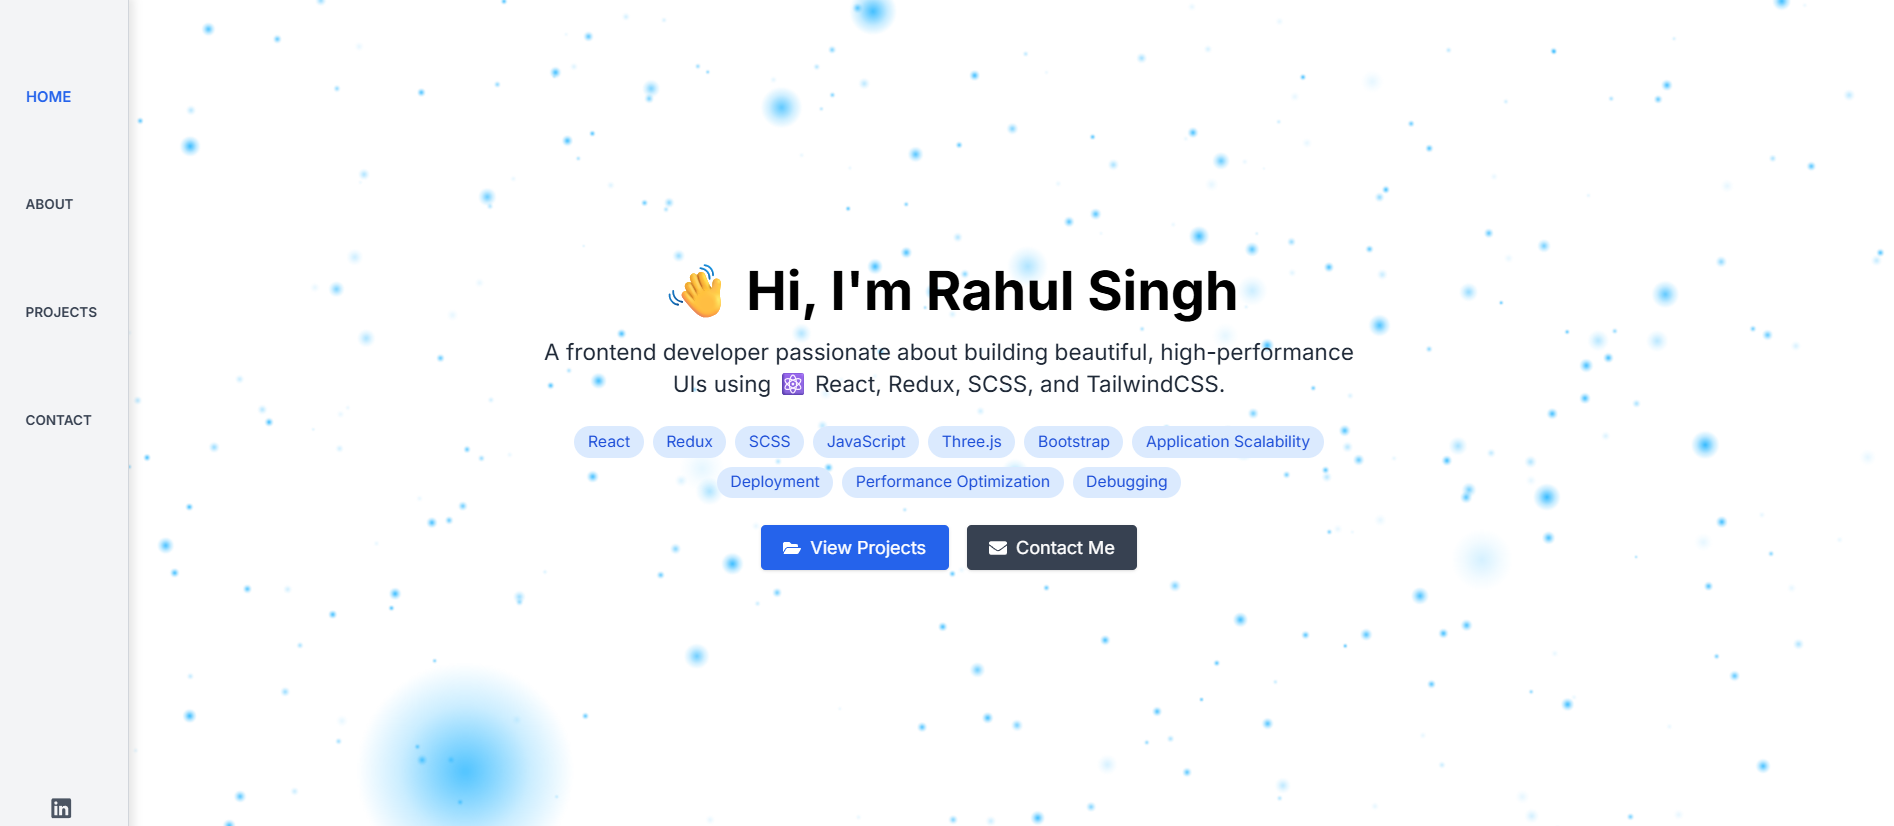 HOME
ABOUT
PROJECTS
CONTACT
in
👋 Hi, I'm Rahul Singh
A frontend developer passionate about building beautiful, high-performance
UIs using ⚛️ React, Redux, SCSS, and TailwindCSS.
React Redux SCSS JavaScript Three.js Bootstrap Application Scalability
Deployment Performance Optimization Debugging
View Projects Contact Me